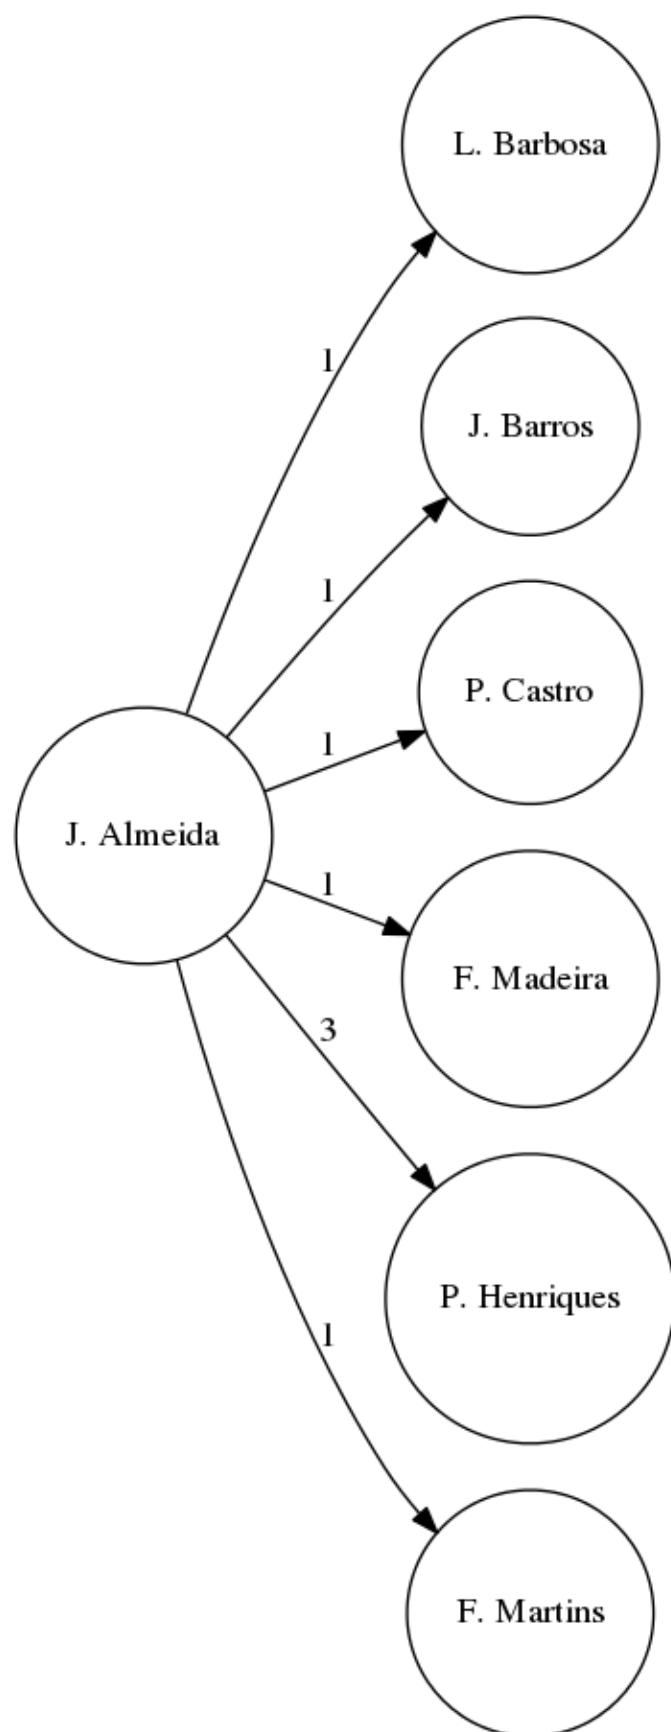 L. Barbosa
1
J. Barros
1
P. Castro
1
J. Almeida
1
F. Madeira
3
P. Henriques
1
F. Martins